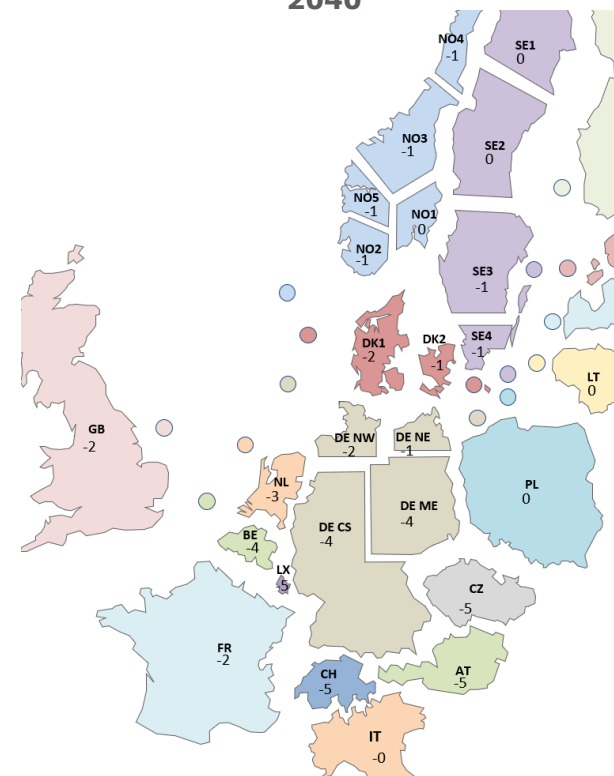 2040
NO4
-1
SE1
0
NO3
-1
SE2
0
NO5
-1
NO1
0
NO2
-1
SE3
-1
DK1
-2
DK2
-1
SE4
-1
LT
0
GB
-2
DE NW
-2
DE NE
-1
NL
-3
PL
0
DE CS
-4
DE ME
-4
BE
-4
LX
-5
CZ
-5
FR
-2
CH
-5
AT
-5
IT
-0